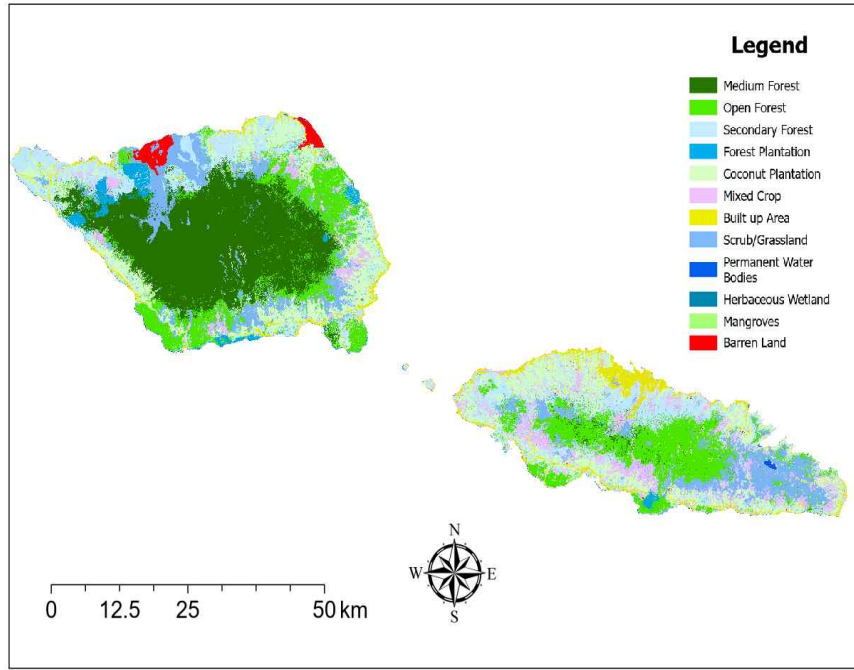 Legend
Medium Forest
Open Forest
Secondary Forest
Forest Plantation
Coconut Plantation
Mixed Crop
Built up Area
Scrub/Grassland
Permanent Water
Bodies
Herbaceous Wetland
Mangroves
Barren Land
N
W E
S
0 12.5 25 50 km